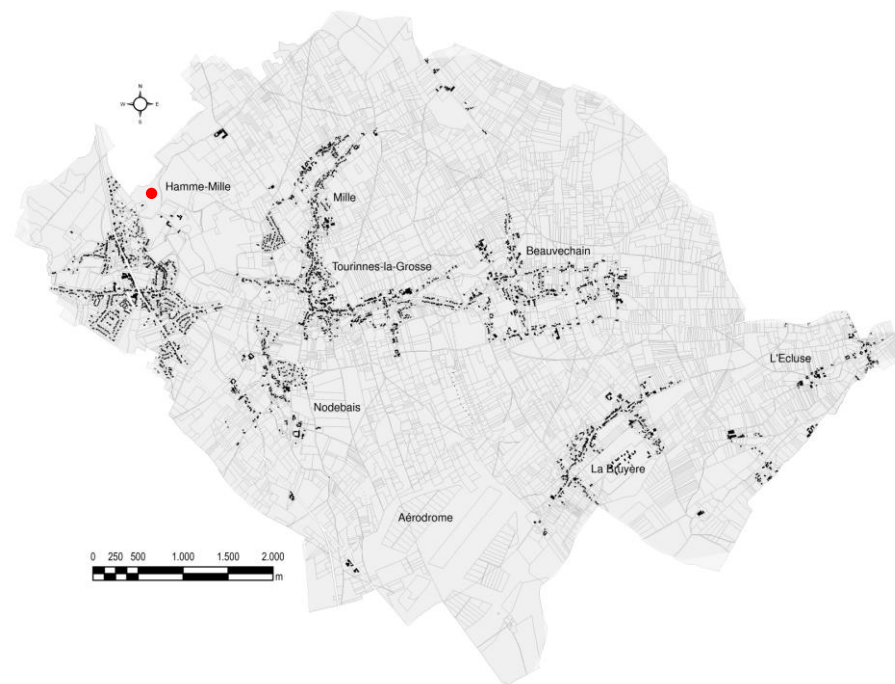 N
W E
S
Hamme-Mille
Mille
Tourinnes-la-Grosse
Beauvechain
L'Ecluse
Nodebais
La Bruyère
Aérodrome
0 250 500 1.000 1.500 2.000
m